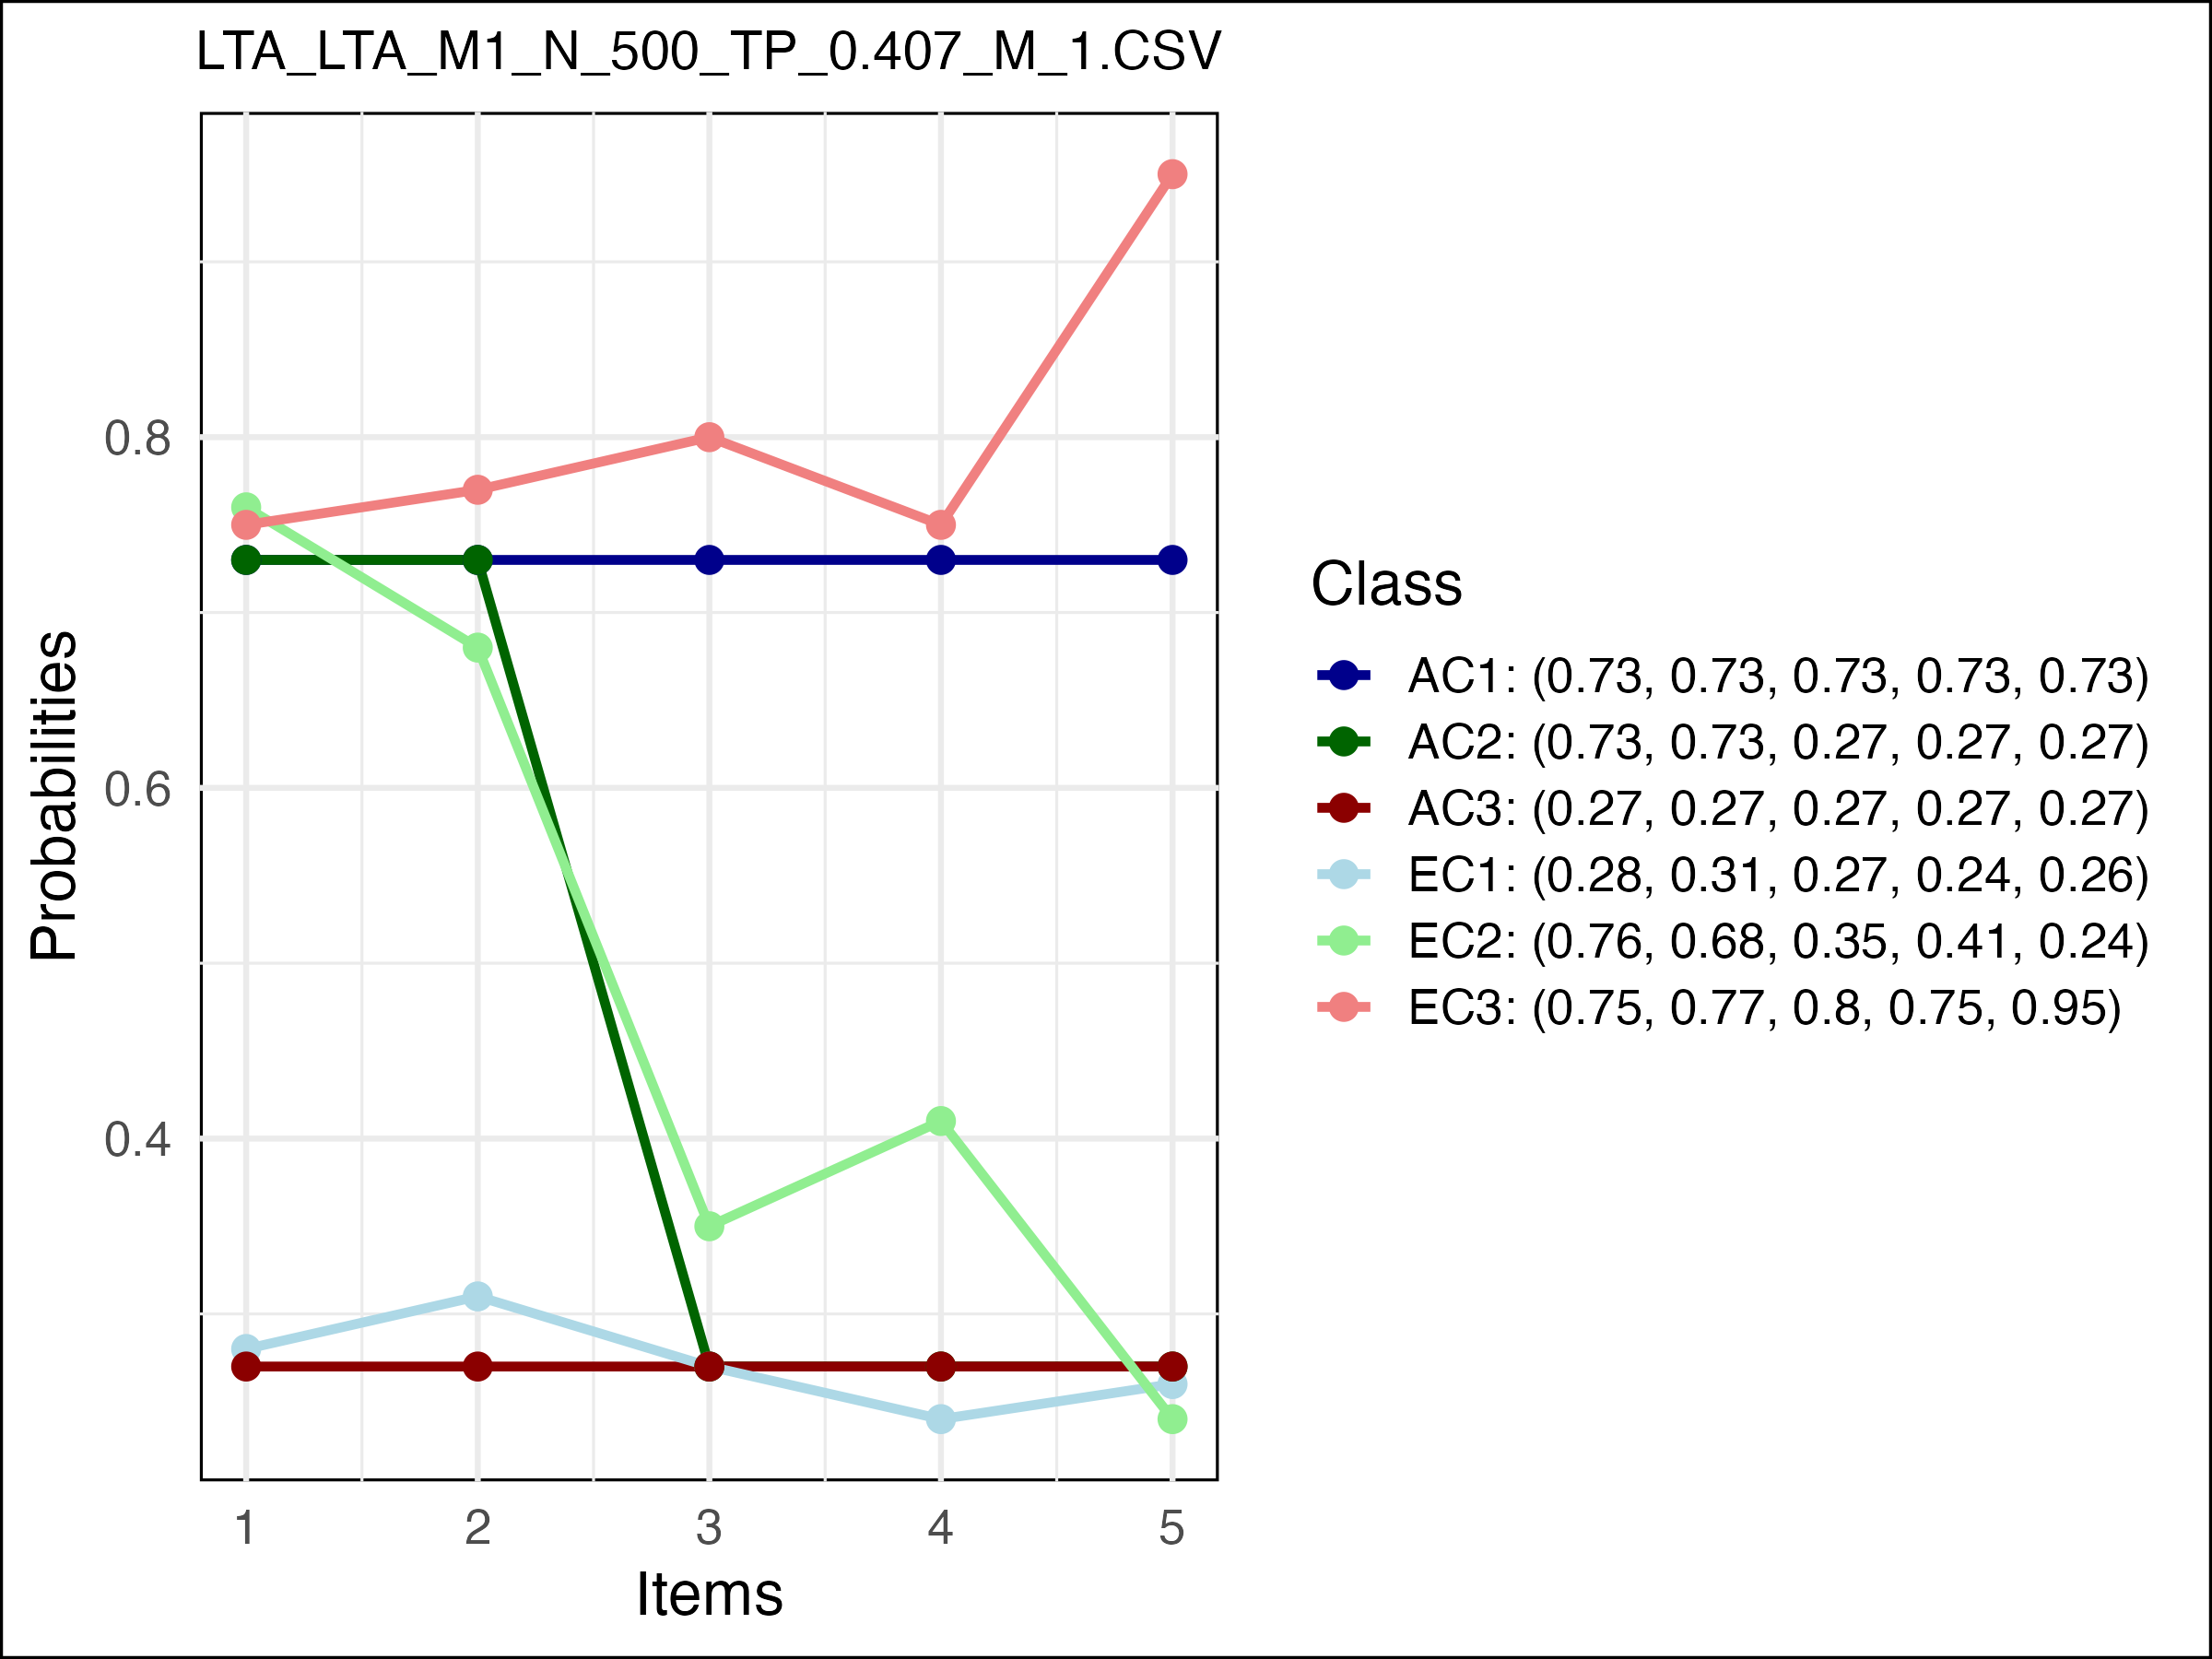 LTA_LTA_M1_N_500_TP_0.407_M_1.CSV
Probabilities
0.8
0.6
0.4
1 2 3 4 5
Items
Class
AC1: (0.73, 0.73, 0.73, 0.73, 0.73)
AC2: (0.73, 0.73, 0.27, 0.27, 0.27)
AC3: (0.27, 0.27, 0.27, 0.27, 0.27)
EC1: (0.28, 0.31, 0.27, 0.24, 0.26)
EC2: (0.76, 0.68, 0.35, 0.41, 0.24)
EC3: (0.75, 0.77, 0.8, 0.75, 0.95)